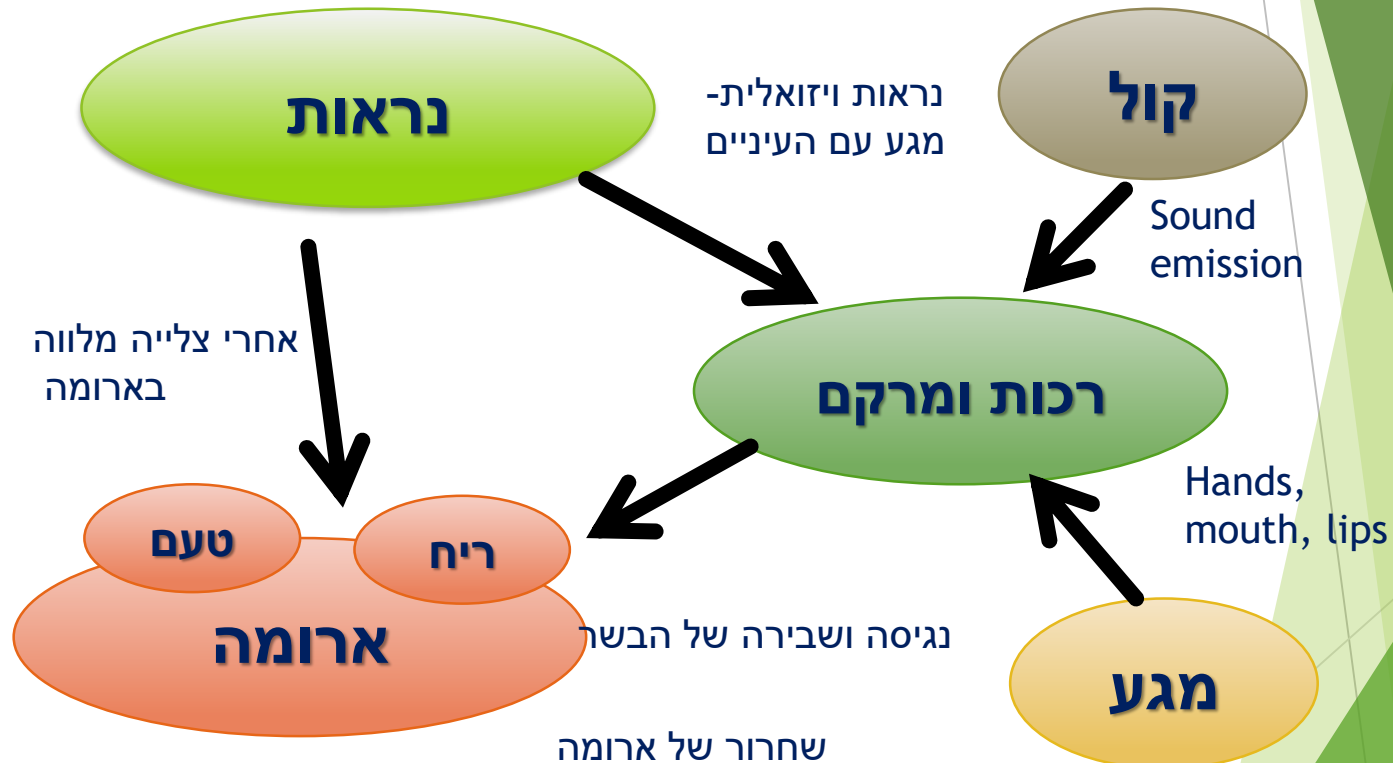 נראות
נראות ויזואלית-
מגע עם העיניים
קול
Sound
emission
אחרי צלייה מלווה
בארומה
רכות ומרקם
Hands,
mouth, lips
טעם
ריח
ארומה
נגיסה ושבירה של הבשר
מגע
שחרור של ארומה